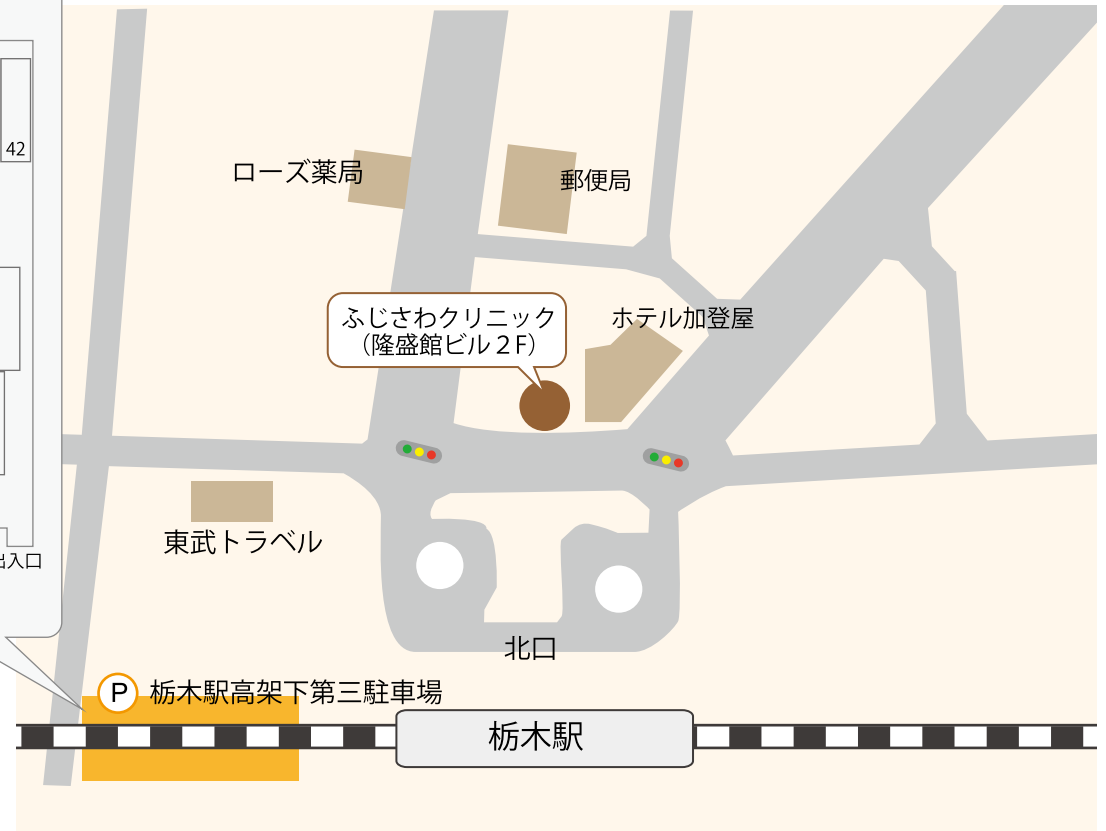 42
ローズ薬局
郵便局
ふじさわクリニック
（隆盛館ビル２F）
ホテル加登屋
東武トラベル
出入口
北口
P 栃木駅高架下第三駐車場
栃木駅